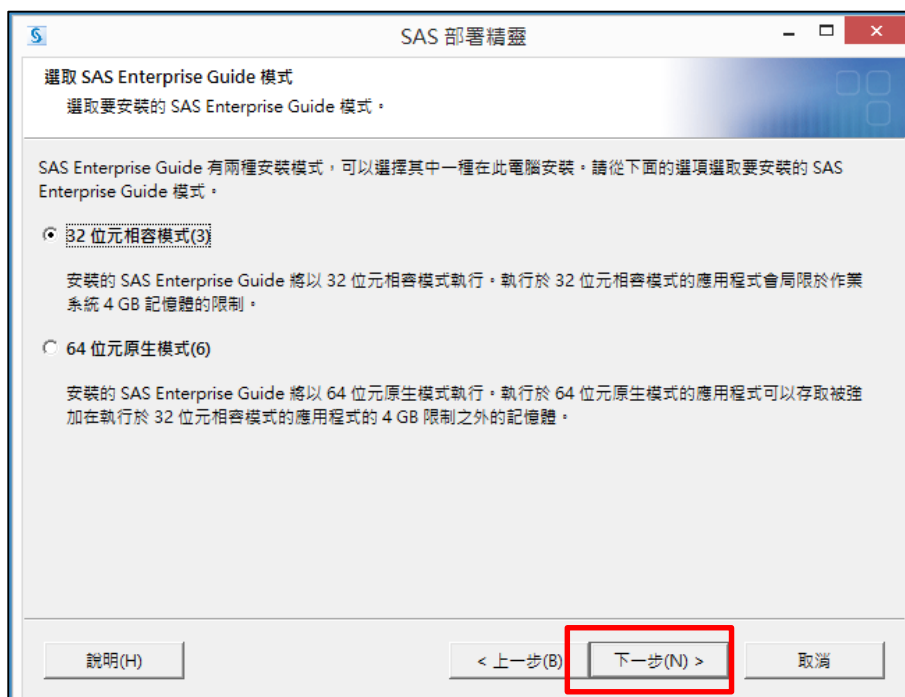 SAS 部署精靈
選取 SAS Enterprise Guide 模式
選取要安裝的 SAS Enterprise Guide 模式。
SAS Enterprise Guide 有兩種安裝模式，可以選擇其中一種在此電腦安裝。請從下面的選項選取要安裝的 SAS
Enterprise Guide 模式。
32 位元相容模式(3)
安裝的 SAS Enterprise Guide 將以 32 位元相容模式執行。執行於 32 位元相容模式的應用程式會局限於作業
系統 4 GB 記憶體的限制。
64 位元原生模式(6)
安裝的 SAS Enterprise Guide 將以 64 位元原生模式執行。執行於 64 位元原生模式的應用程式可以存取被強
加在執行於 32 位元相容模式的應用程式的 4 GB 限制之外的記憶體。
說明(H)
< 上一步(B)
下一步(N) >
取消